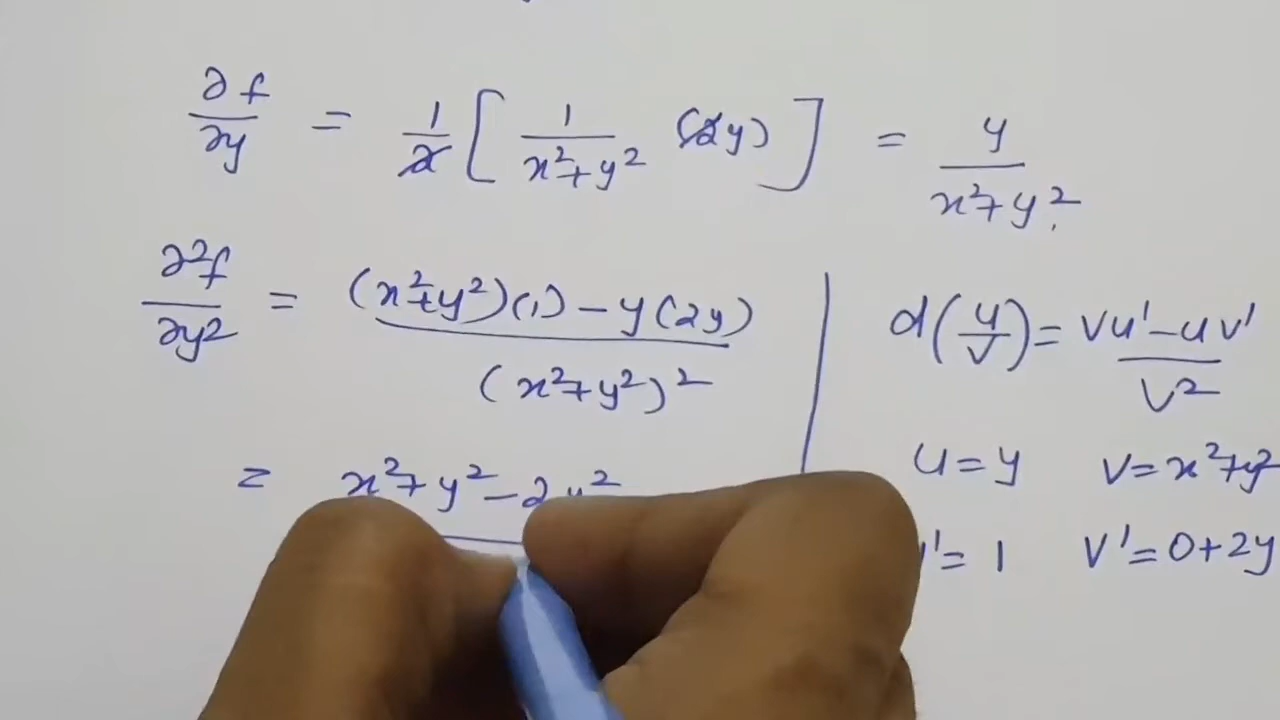 ∂f/∂y = 1/2 [ 1/(x²+y²) (2y) ] = y/(x²+y²).
∂²f/∂y² = ((x²+y²)(1) - y(2y))/(x²+y²)²
= x²+y²-2y²
d(u/v) = (vu'-uv')/v²
u=y v=x²+y²
u'=1 v'=0+2y